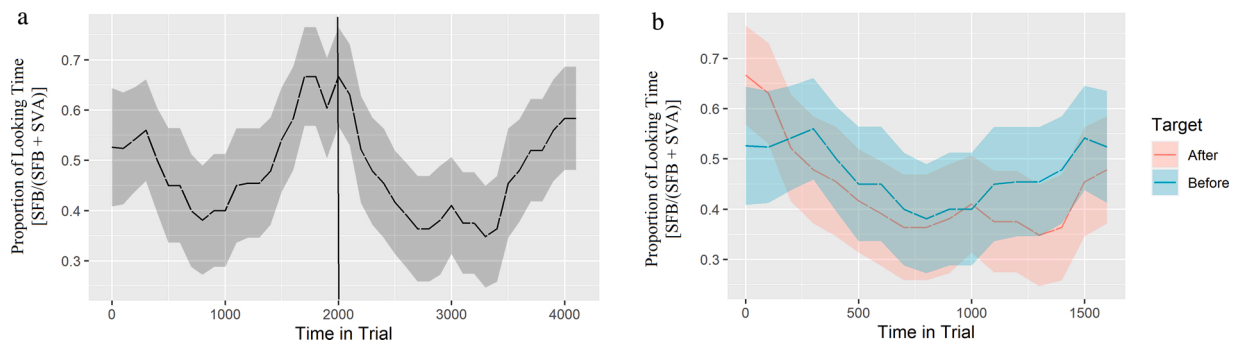 a
Proportion of Looking Time
[SFB/(SFB + SVA)]
0.7
0.6
0.5
0.4
0.3
0
1000
2000
3000
4000
Time in Trial
b
Proportion of Looking Time
[SFB/(SFB + SVA)]
0.7
0.6
0.5
0.4
0.3
0
500
1000
1500
Time in Trial
Target
After
Before